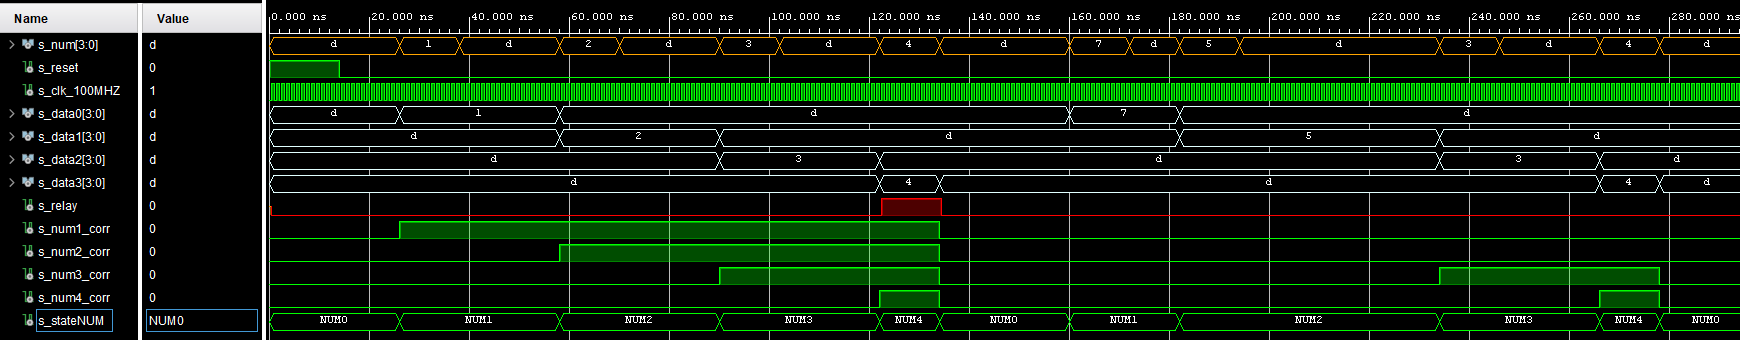 Name Value 0.000 ns 20.000 ns 40.000 ns 60.000 ns 80.000 ns 100.000 ns 120.000 ns 140.000 ns 160.000 ns 180.000 ns 200.000 ns 220.000 ns 240.000 ns 260.000 ns 280.000 ns
s_num[3:0] d d 1 d 2 d 3 d 4 d 7 d 5 d 3 d 4 d
s_reset 0
s_clk_100MHZ 1
s_data0[3:0] d d 1 d 7 d
s_data1[3:0] d d 2 d 5 d
s_data2[3:0] d d 3 d 3 d
s_data3[3:0] d d 4 d 4 d
s_relay 0
s_num1_corr 0
s_num2_corr 0
s_num3_corr 0
s_num4_corr 0
s_stateNUM NUM0 NUM0 NUM1 NUM2 NUM3 NUM4 NUM0 NUM1 NUM2 NUM3 NUM4 NUM0